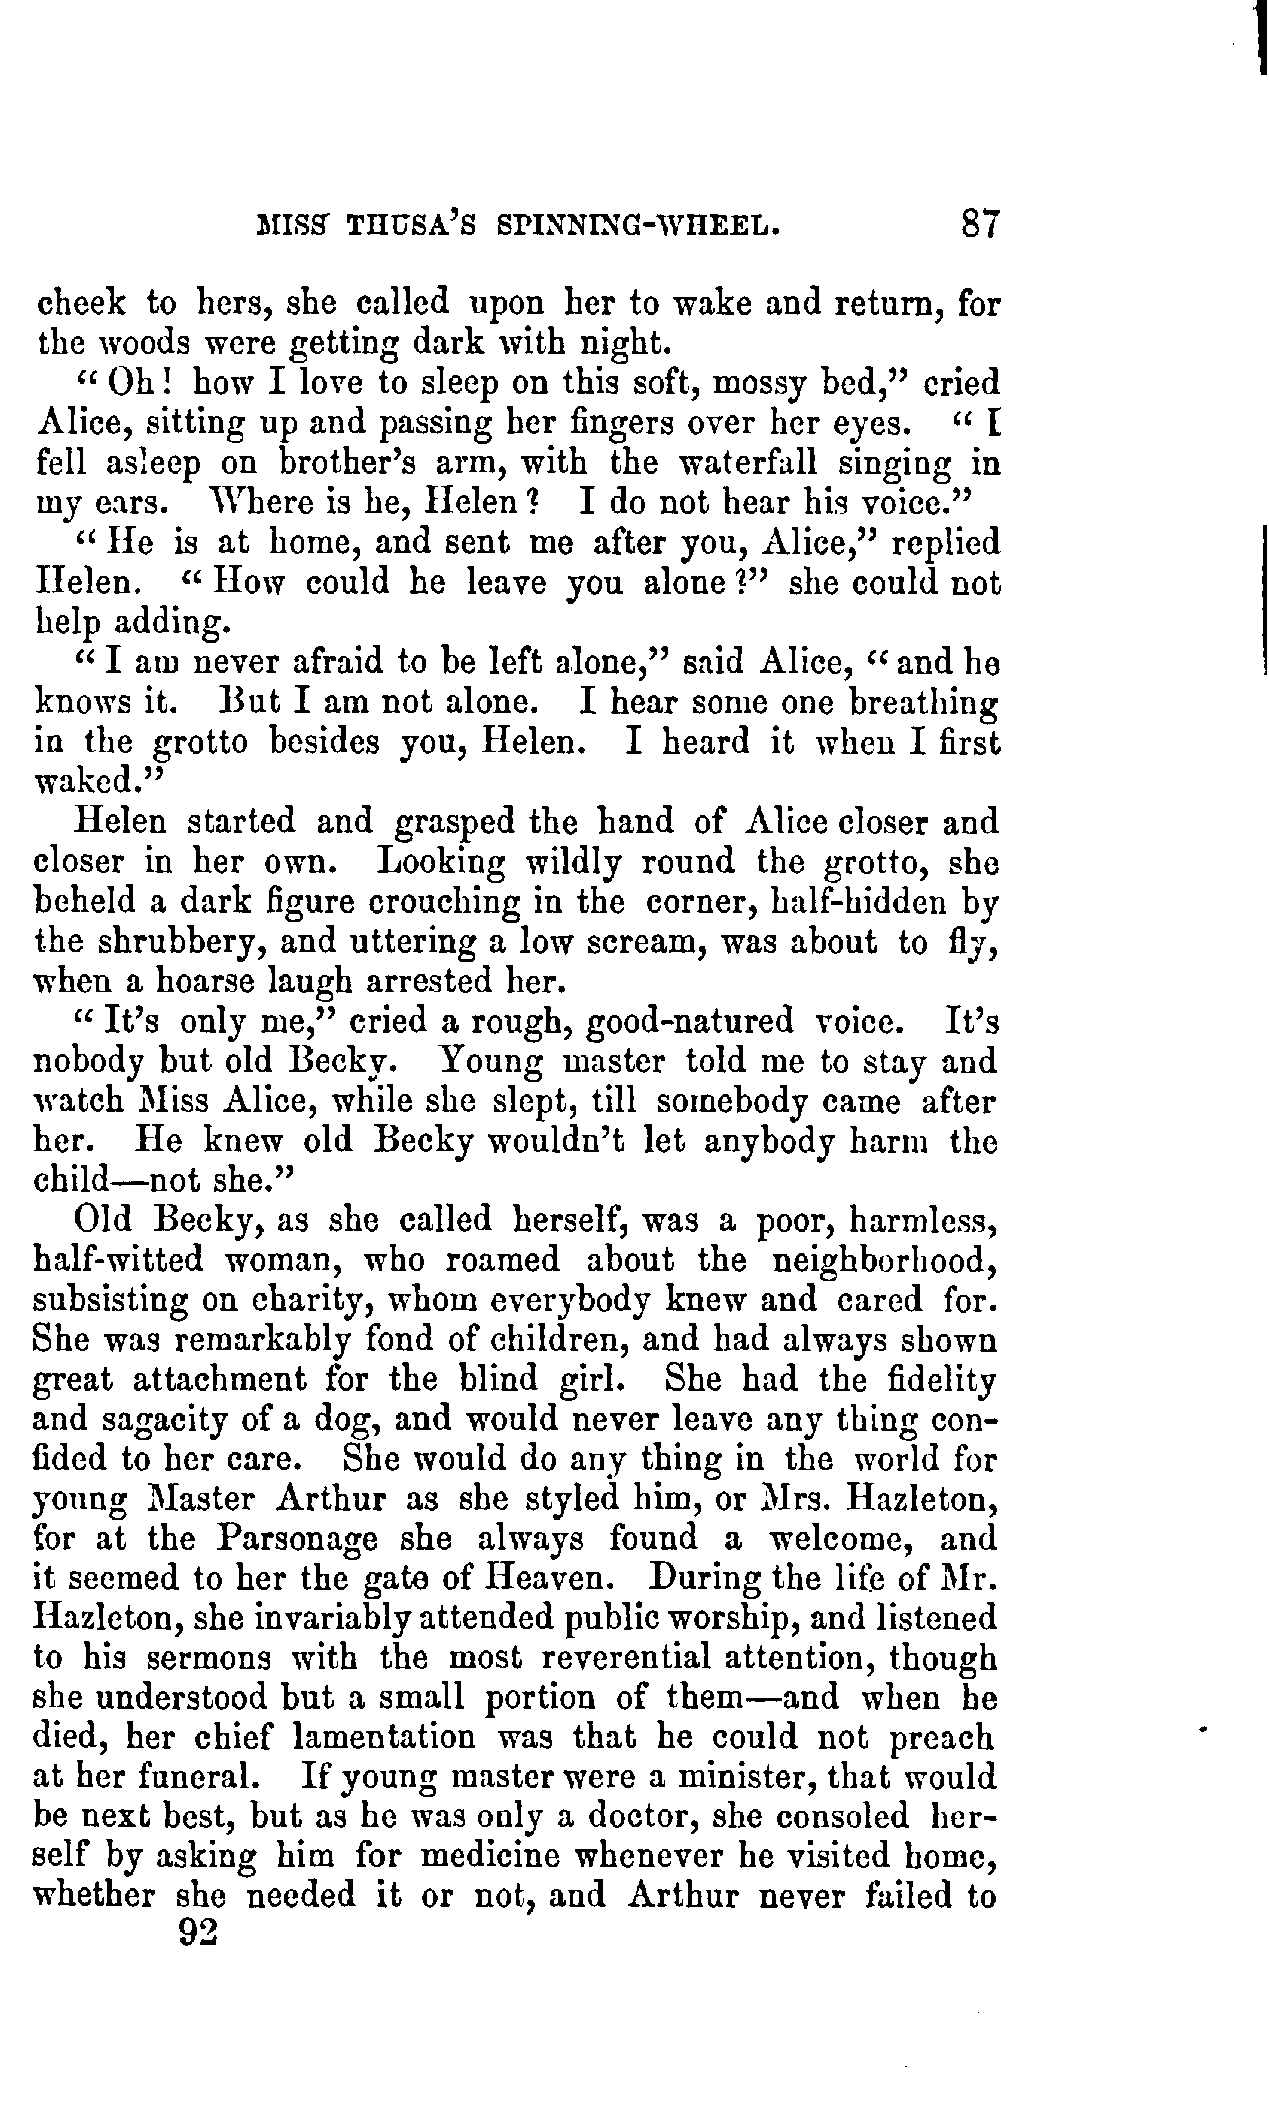 MISS THUSA'S SPINNING-WHEEL. 87
cheek to hers, she called upon her to wake and return, for
the woods were getting dark with night.
"Oh! how I love to sleep on this soft, mossy bed," cried
Alice, sitting up and passing her fingers over her eyes. "I
fell asleep on brother's arm, with the waterfall singing in
my ears. Where is he, Helen? I do not hear his voice."
"He is at home, and sent me after you, Alice," replied
Helen. "How could he leave you alone?" she could not
help adding.
"I am never afraid to be left alone," said Alice, "and he
knows it. But I am not alone. I hear some one breathing
in the grotto besides you, Helen. I heard it when I first
waked."
Helen started and grasped the hand of Alice closer and
closer in her own. Looking wildly round the grotto, she
beheld a dark figure crouching in the corner, half-hidden by
the shrubbery, and uttering a low scream, was about to fly,
when a hoarse laugh arrested her.
"It's only me," cried a rough, good-natured voice. It's
nobody but old Becky. Young master told me to stay and
watch Miss Alice, while she slept, till somebody came after
her. He knew old Becky wouldn't let anybody harm the
child—not she."
Old Becky, as she called herself, was a poor, harmless,
half-witted woman, who roamed about the neighborhood,
subsisting on charity, whom everybody knew and cared for.
She was remarkably fond of children, and had always shown
great attachment for the blind girl. She had the fidelity
and sagacity of a dog, and would never leave any thing con-
fided to her care. She would do any thing in the world for
young Master Arthur as she styled him, or Mrs. Hazleton,
for at the Parsonage she always found a welcome, and
it seemed to her the gate of Heaven. During the life of Mr.
Hazleton, she invariably attended public worship, and listened
to his sermons with the most reverential attention, though
she understood but a small portion of them—and when he
died, her chief lamentation was that he could not preach
at her funeral. If young master were a minister, that would
be next best, but as he was only a doctor, she consoled her-
self by asking him for medicine whenever he visited home,
whether she needed it or not, and Arthur never failed to
92